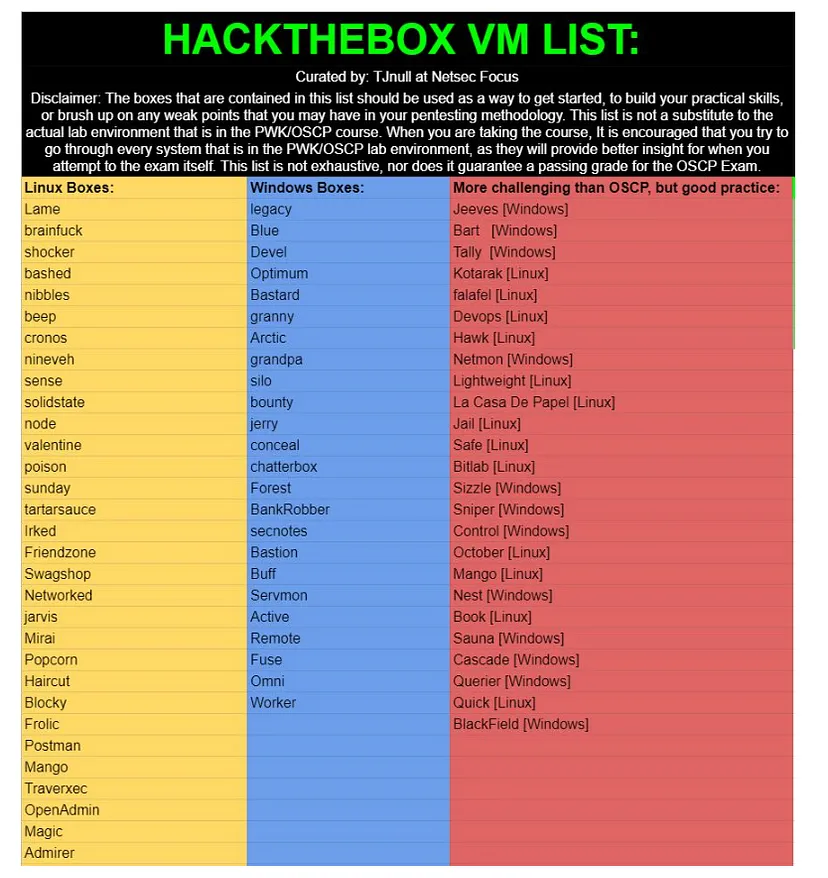 HACKTHEBOX VM LIST:
Curated by: TJnull at Netsec Focus
Disclaimer: The boxes that are contained in this list should be used as a way to get started, to build your practical skills,
or brush up on any weak points that you may have in your pentesting methodology. This list is not a substitute to the
actual lab environment that is in the PWK/OSCP course. When you are taking the course, It is encouraged that you try to
go through every system that is in the PWK/OSCP lab environment, as they will provide better insight for when you
attempt to the exam itself. This list is not exhaustive, nor does it guarantee a passing grade for the OSCP Exam.
Linux Boxes: Windows Boxes: More challenging than OSCP, but good practice:
Lame legacy Jeeves [Windows]
brainfuck Blue Bart [Windows]
shocker Devel Tally [Windows]
bashed Optimum Kotarak [Linux]
nibbles Bastard falafel [Linux]
beep granny Devops [Linux]
cronos Arctic Hawk [Linux]
nineveh grandpa Netmon [Windows]
sense silo Lightweight [Linux]
solidstate bounty La Casa De Papel [Linux]
node jerry Jail [Linux]
valentine conceal Safe [Linux]
poison chatterbox Bitlab [Linux]
sunday Forest Sizzle [Windows]
tartarsauce BankRobber Sniper [Windows]
Irked secnotes Control [Windows]
Friendzone Bastion October [Linux]
Swagshop Buff Mango [Linux]
Networked Servmon Nest [Windows]
jarvis Active Book [Linux]
Mirai Remote Sauna [Windows]
Popcorn Fuse Cascade [Windows]
Haircut Omni Querier [Windows]
Blocky Worker Quick [Linux]
Frolic BlackField [Windows]
Postman
Mango
Traverxec
OpenAdmin
Magic
Admirer